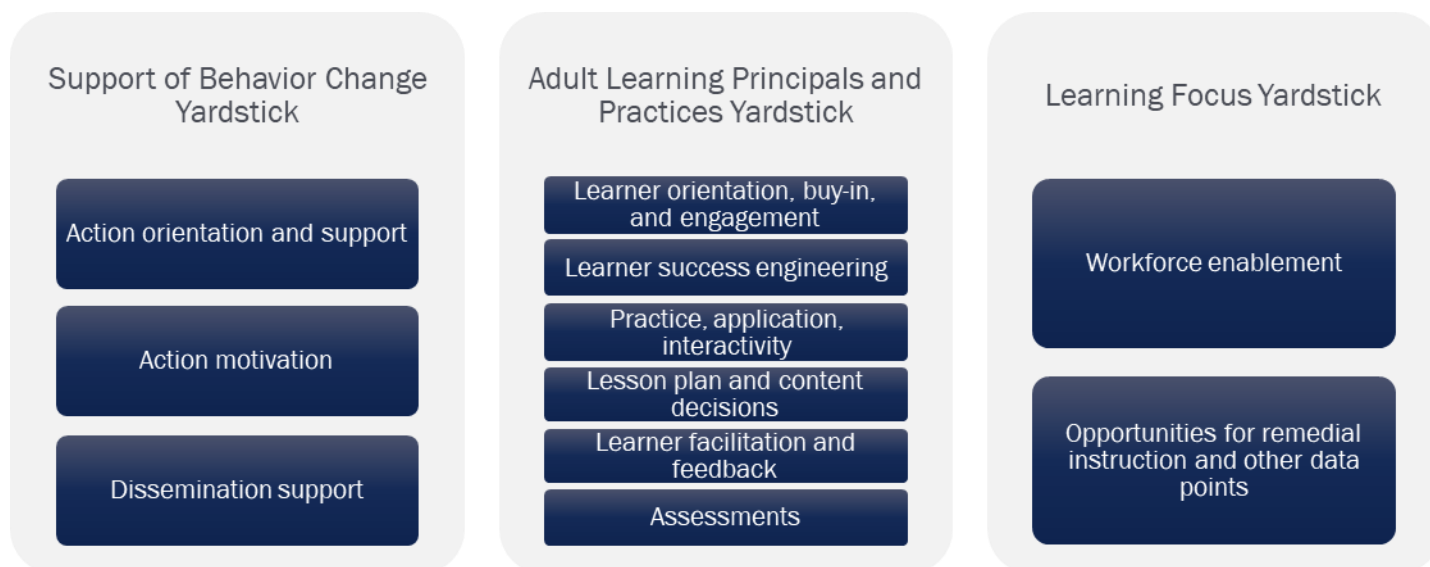 Support of Behavior Change
Yardstick
Action orientation and support
Action motivation
Dissemination support
Adult Learning Principals and
Practices Yardstick
Learner orientation, buy-in,
and engagement
Learner success engineering
Practice, application,
interactivity
Lesson plan and content
decisions
Learner facilitation and
feedback
Assessments
Learning Focus Yardstick
Workforce enablement
Opportunities for remedial
instruction and other data
points